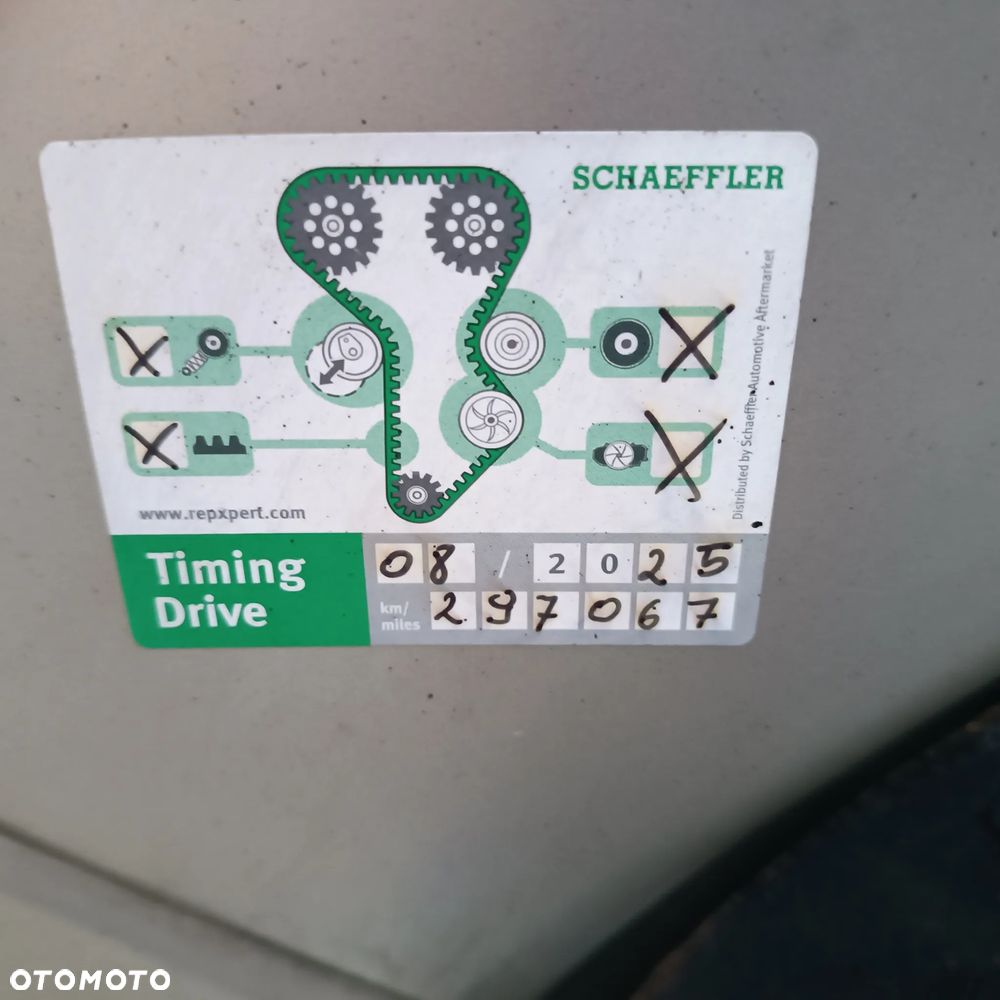 SCHAEFFLER
X
X
X
X
Distributed by Schaeffler Automotive Aftermarket
www.repxpert.com
Timing
Drive
08 / 2025
km/
miles
297067
OTOMOTO